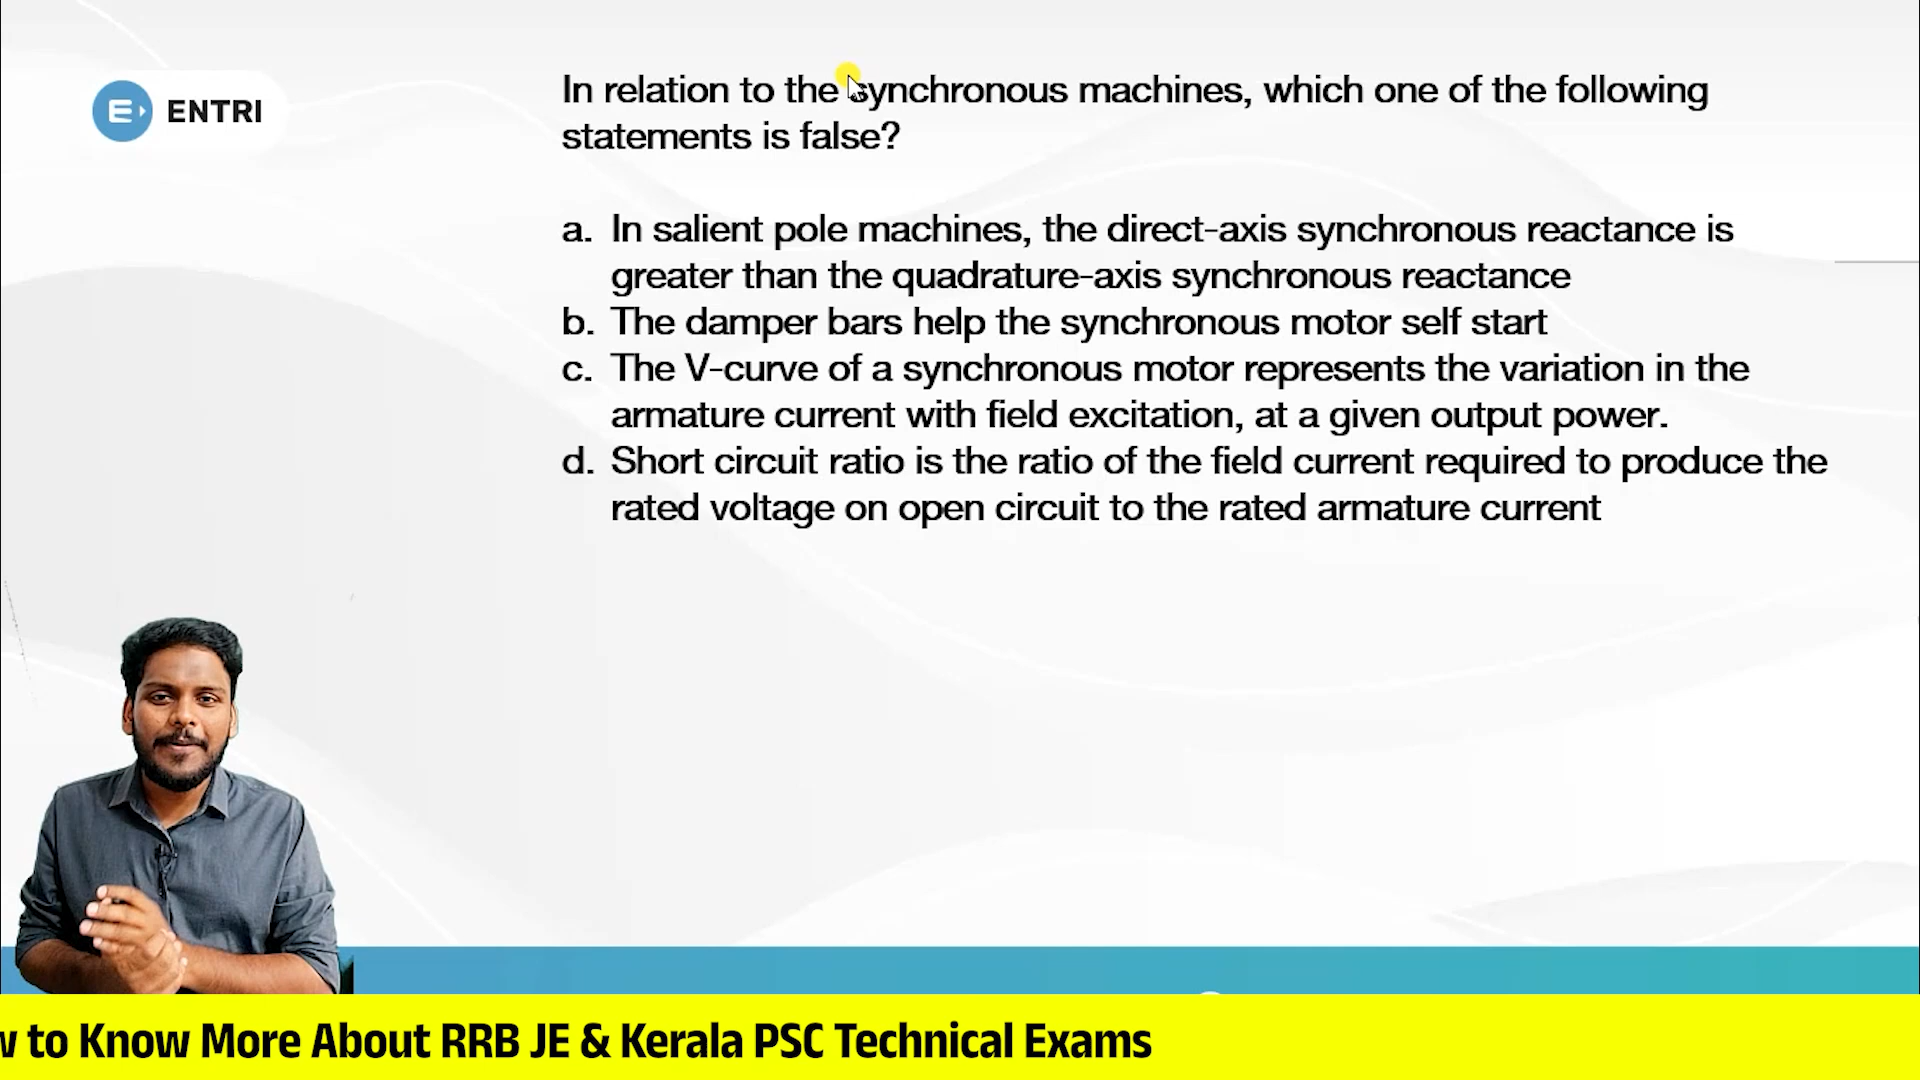 ENTRI
In relation to the synchronous machines, which one of the following
statements is false?
a. In salient pole machines, the direct-axis synchronous reactance is
greater than the quadrature-axis synchronous reactance
b. The damper bars help the synchronous motor self start
c. The V-curve of a synchronous motor represents the variation in the
armature current with field excitation, at a given output power.
d. Short circuit ratio is the ratio of the field current required to produce the
rated voltage on open circuit to the rated armature current
to Know More About RRB JE & Kerala PSC Technical Exams